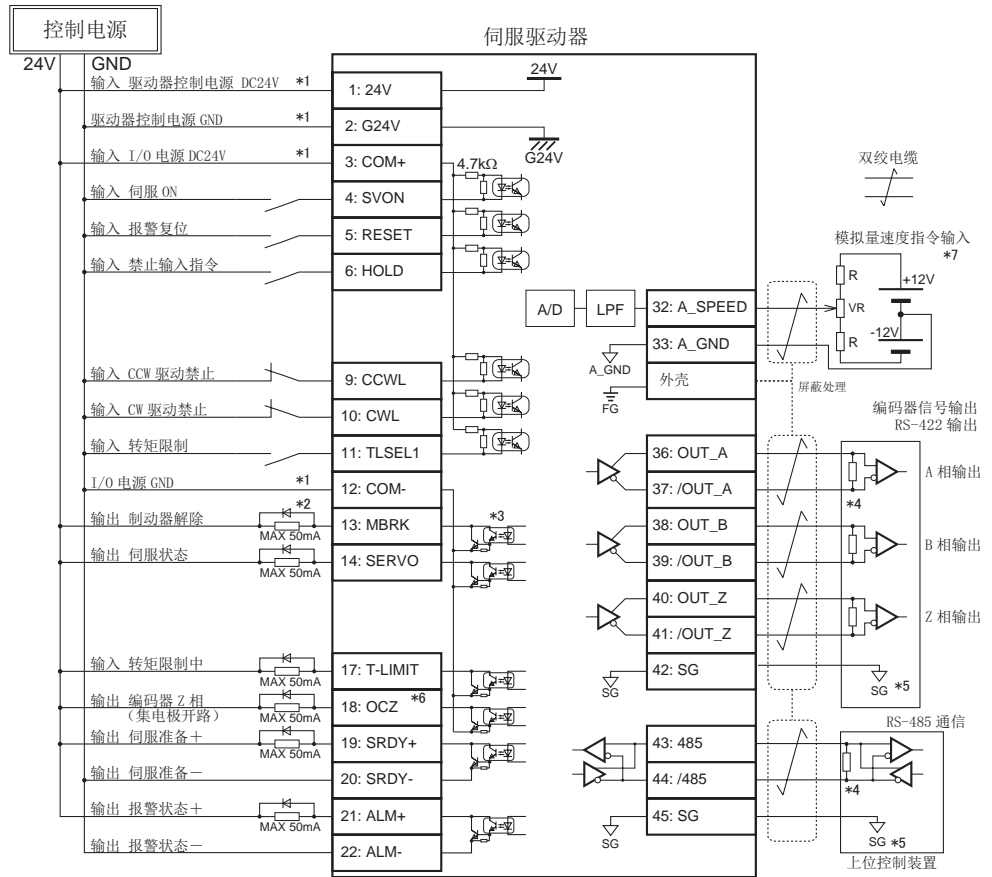 控制电源
24V GND
伺服驱动器
输入 驱动器控制电源 DC24V *1
1: 24V
24V
驱动器控制电源 GND *1
2: G24V
G24V
输入 I/O 电源 DC24V *1
3: COM+
4.7kΩ
输入 伺服 ON
4: SVON
输入 报警复位
5: RESET
输入 禁止输入指令
6: HOLD
输入 CCW 驱动禁止
9: CCWL
输入 CW 驱动禁止
10: CWL
输入 转矩限制
11: TLSEL1
I/O 电源 GND *1
12: COM-
输出 制动器解除 *2
MAX 50mA
13: MBRK
*3
输出 伺服状态
MAX 50mA
14: SERVO
输入 转矩限制中
MAX 50mA
17: T-LIMIT
输出 编码器 Z 相
（集电极开路）
MAX 50mA
18: OCZ *6
输出 伺服准备＋
MAX 50mA
19: SRDY+
输出 伺服准备－
20: SRDY-
输出 报警状态＋
MAX 50mA
21: ALM+
输出 报警状态－
22: ALM-
双绞电缆
模拟量速度指令输入
*7
R
+12V
VR
-12V
R
A/D
LPF
32: A_SPEED
33: A_GND
A_GND
外壳
FG
屏蔽处理
编码器信号输出
RS-422 输出
36: OUT_A
37: /OUT_A
*4
A 相输出
38: OUT_B
39: /OUT_B
B 相输出
40: OUT_Z
41: /OUT_Z
Z 相输出
42: SG
SG
SG *5
RS-485 通信
43: 485
44: /485
*4
45: SG
SG
SG *5
上位控制装置